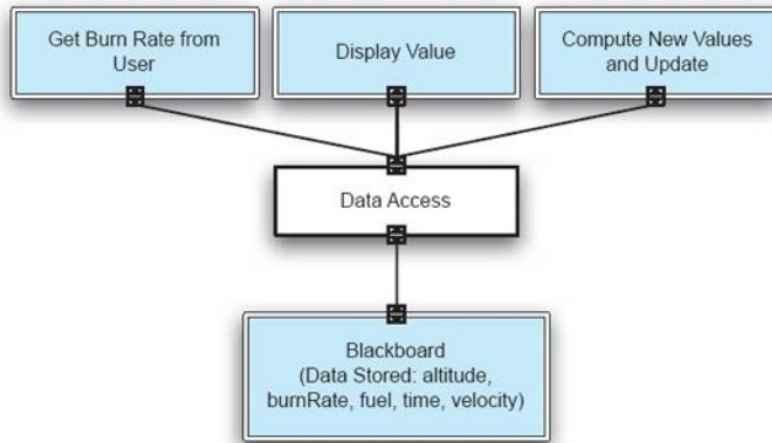 Get Burn Rate from
User
Display Value
Compute New Values
and Update
Data Access
Blackboard
(Data Stored: altitude,
burnRate, fuel, time, velocity)